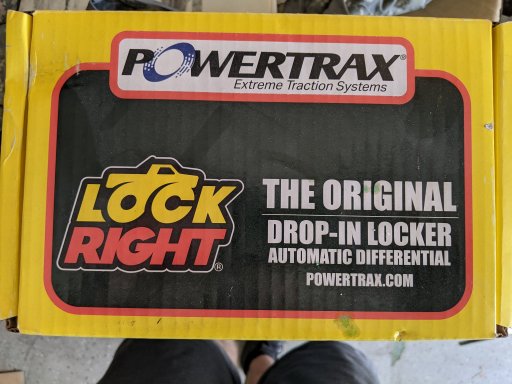 POWERTRAX®
Extreme Traction Systems
LOCK
RIGHT®
THE ORIGINAL
DROP-IN LOCKER
AUTOMATIC DIFFERENTIAL
POWERTRAX.COM